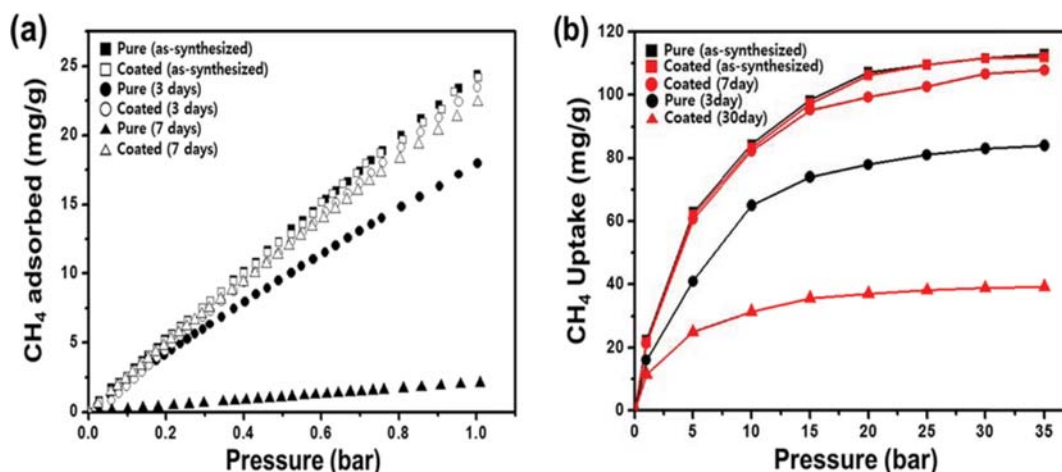 (a)
Pure (as-synthesized)
Coated (as-synthesized)
Pure (3 days)
Coated (3 days)
Pure (7 days)
Coated (7 days)
CH4 adsorbed (mg/g)
25
20
15
10
5
0
0.0 0.2 0.4 0.6 0.8 1.0
Pressure (bar)
(b)
Pure (as-synthesized)
Coated (as-synthesized)
Coated (7day)
Pure (3day)
Coated (30day)
CH4 Uptake (mg/g)
120
100
80
60
40
20
0
0 5 10 15 20 25 30 35
Pressure (bar)